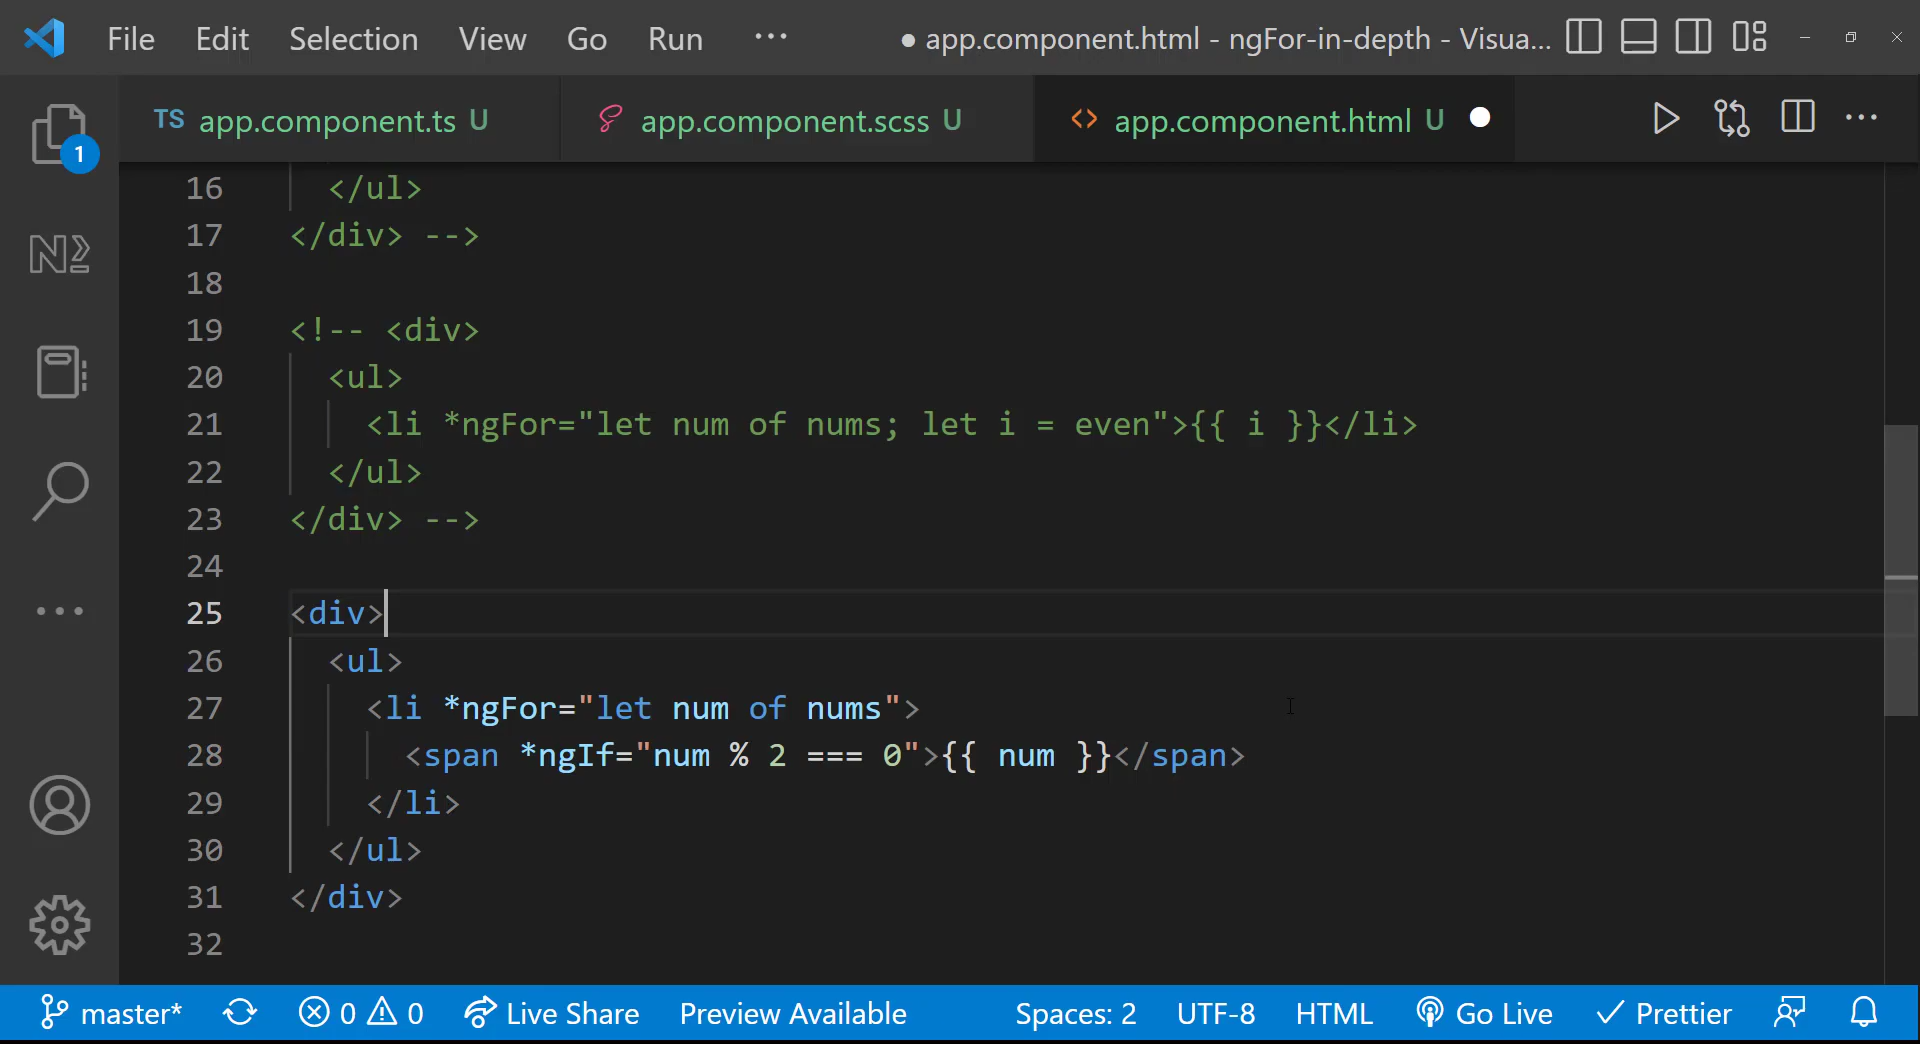 File Edit Selection View Go Run ··· ● app.component.html - ngFor-in-depth - Visua...
TS app.component.ts U app.component.scss U <> app.component.html U ●
1
16 </ul>
17 </div> -->
18
19 <!-- <div>
20 <ul>
21 <li *ngFor="let num of nums; let i = even">{{ i }}</li>
22 </ul>
23 </div> -->
24
25 <div>
26 <ul>
27 <li *ngFor="let num of nums">
28 <span *ngIf="num % 2 === 0">{{ num }}</span>
29 </li>
30 </ul>
31 </div>
32
master* 0 0 Live Share Preview Available Spaces: 2 UTF-8 HTML Go Live Prettier